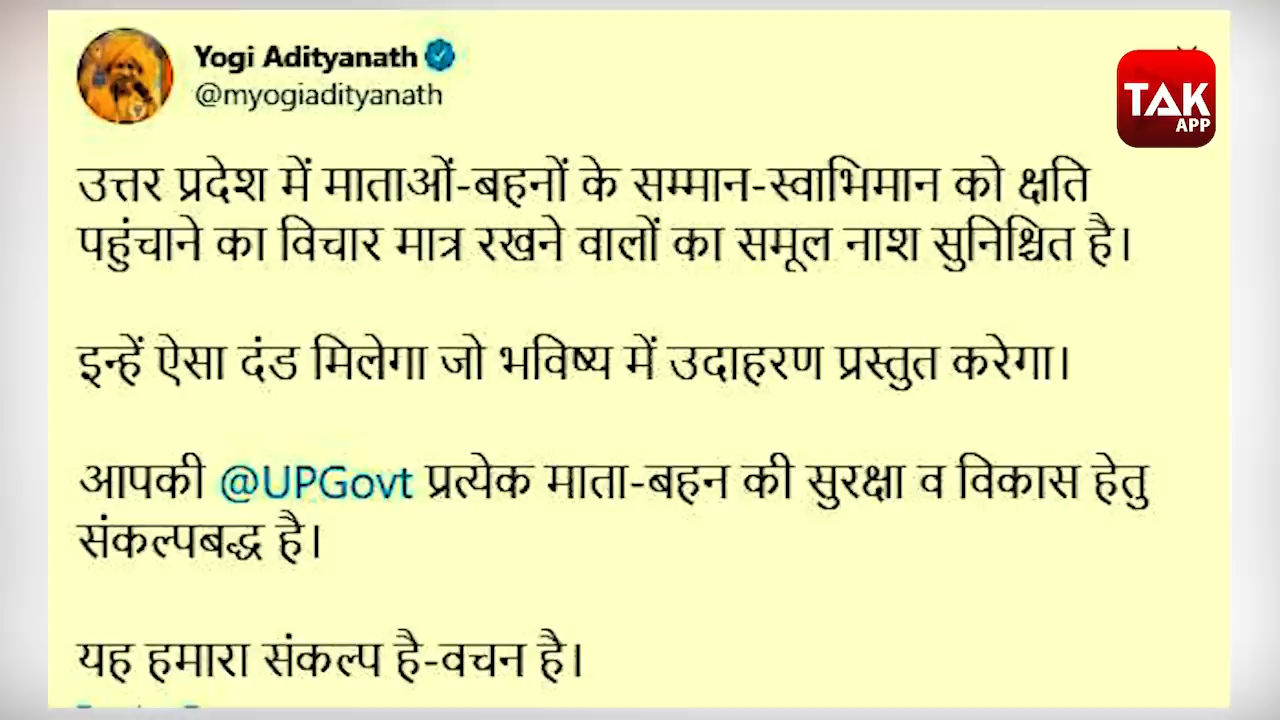 Yogi Adityanath
@myogiadityanath
TAK
APP
उत्तर प्रदेश में माताओं-बहनों के सम्मान-स्वाभिमान को क्षति
पहुंचाने का विचार मात्र रखने वालों का समूल नाश सुनिश्चित है।
इन्हें ऐसा दंड मिलेगा जो भविष्य में उदाहरण प्रस्तुत करेगा।
आपकी @UPGovt प्रत्येक माता-बहन की सुरक्षा व विकास हेतु
संकल्पबद्ध है।
यह हमारा संकल्प है-वचन है।